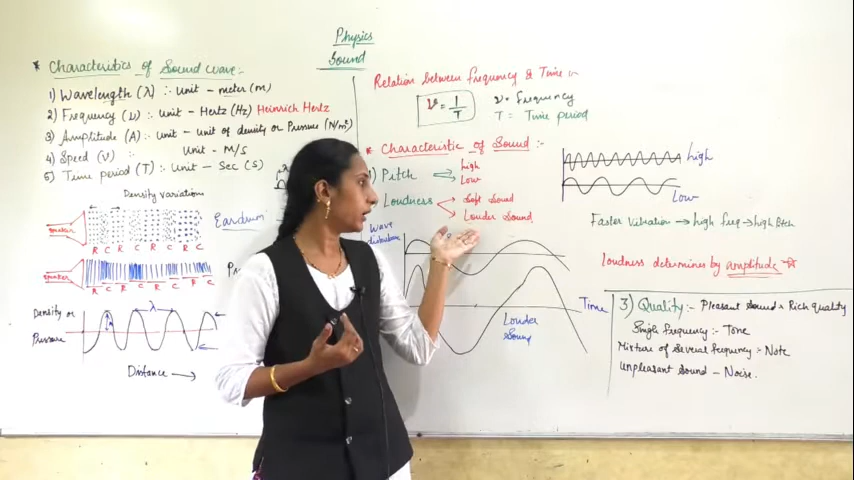 Physics
Sound
* Characteristics of Sound wave:-
1) Wavelength (λ) :- Unit - meter (m)
2) Frequency (ν) :- Unit - Hertz (Hz) Heinrich Hertz
3) Amplitude (A) :- Unit - unit of density or Pressure (N/m²)
4) Speed (V) : Unit - M/S
5) Time period (T) :- Unit - Sec (S)
Density variations
Speaker
Eardrum
R C R C R C
Speaker
R C R C R C
Density or
Pressure
λ
Distance →
Relation between frequency & Time :-
ν = 1/T
ν = frequency
T = Time period
* Characteristic of Sound :-
1) Pitch
high
Low
Loudness
Soft Sound
Louder Sound
Wave
Louder
Sound
Time
high
Low
Faster Vibration → high freq → high Pitch
Loudness determines by amplitude
3) Quality :- Pleasant sound, Rich quality
Single frequency :- Tone
Mixture of several frequency :- Note
Unpleasant sound - Noise.